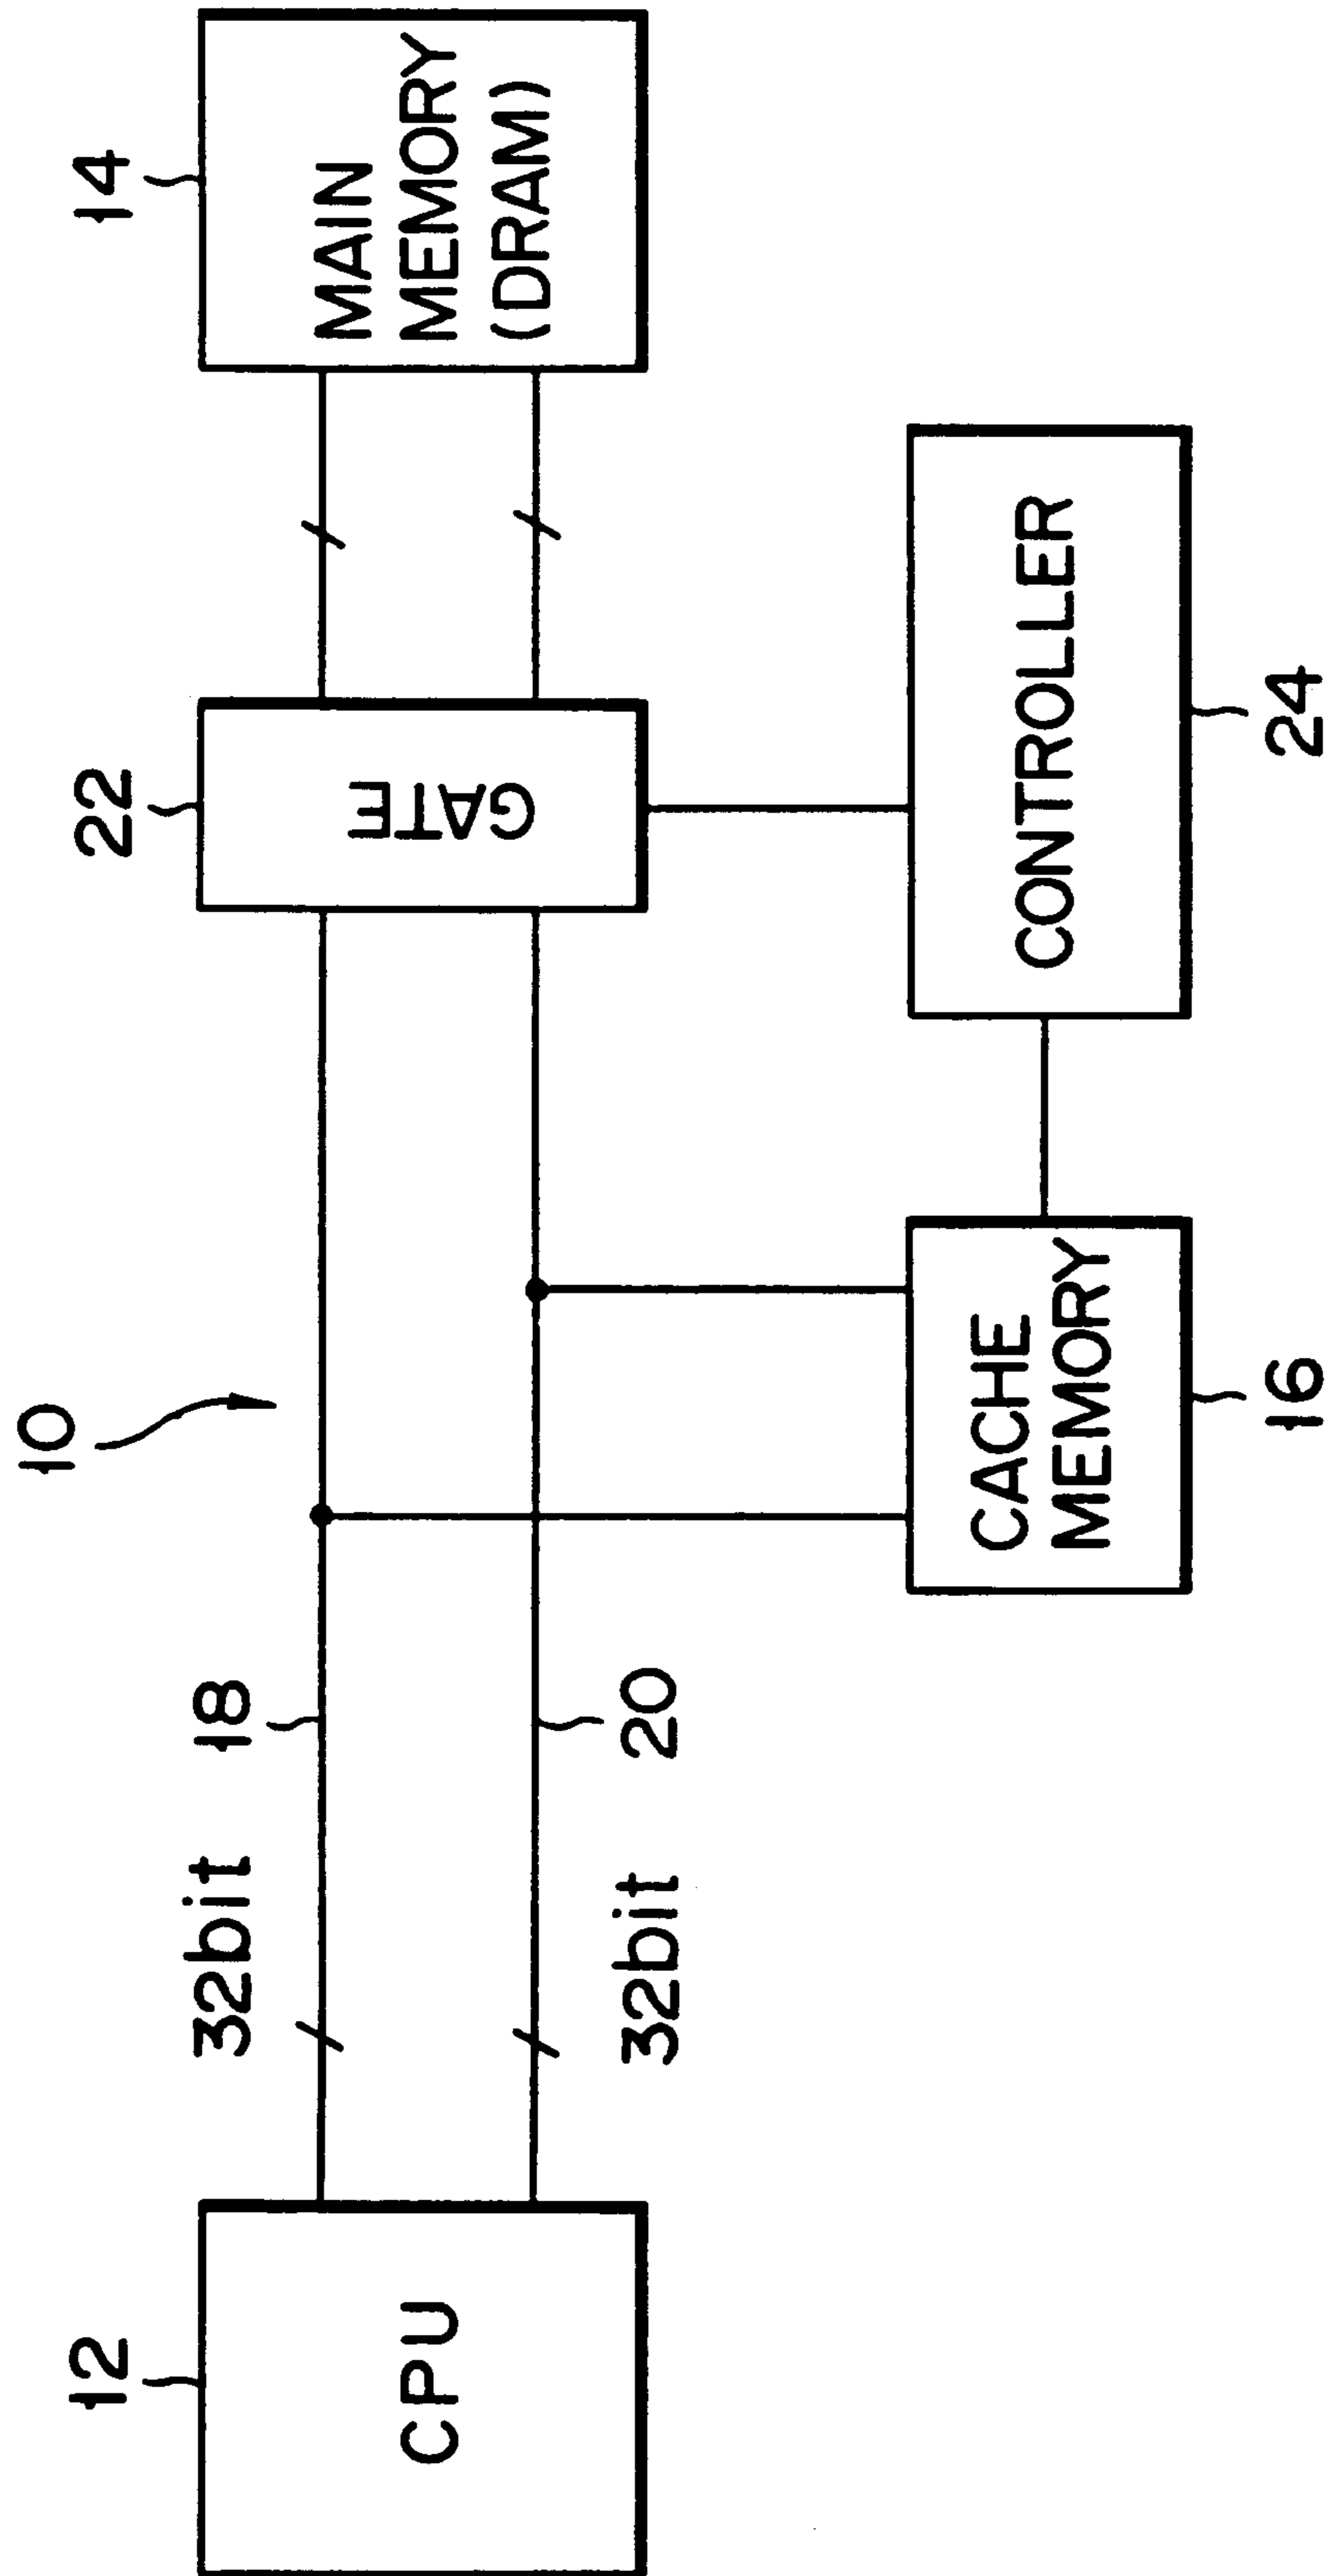 10
12
CPU
32bit
18
32bit
20
22
GATE
14
MAIN
MEMORY
(DRAM)
CACHE
MEMORY
16
CONTROLLER
24